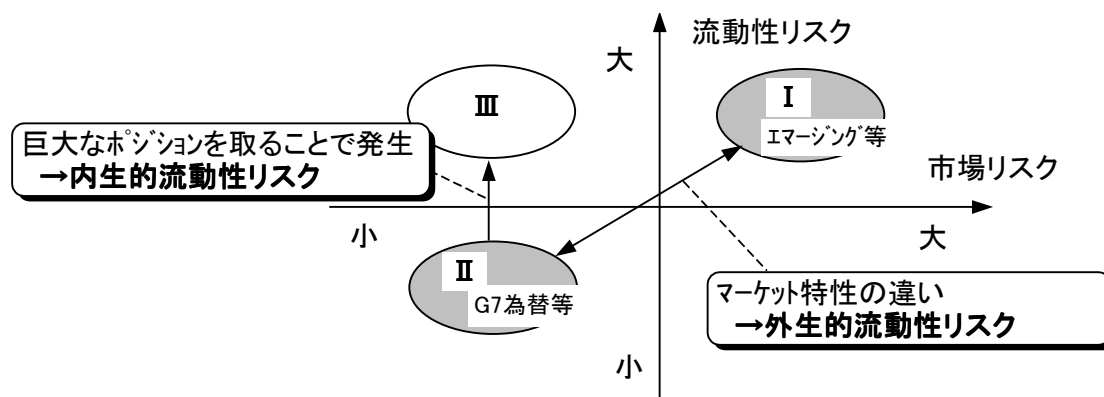 流動性リスク
大
Ⅲ
Ⅰ
エマージング等
巨大なポジションを取ることで発生
→内生的流動性リスク
市場リスク
小
大
Ⅱ
G7為替等
マーケット特性の違い
→外生的流動性リスク
小